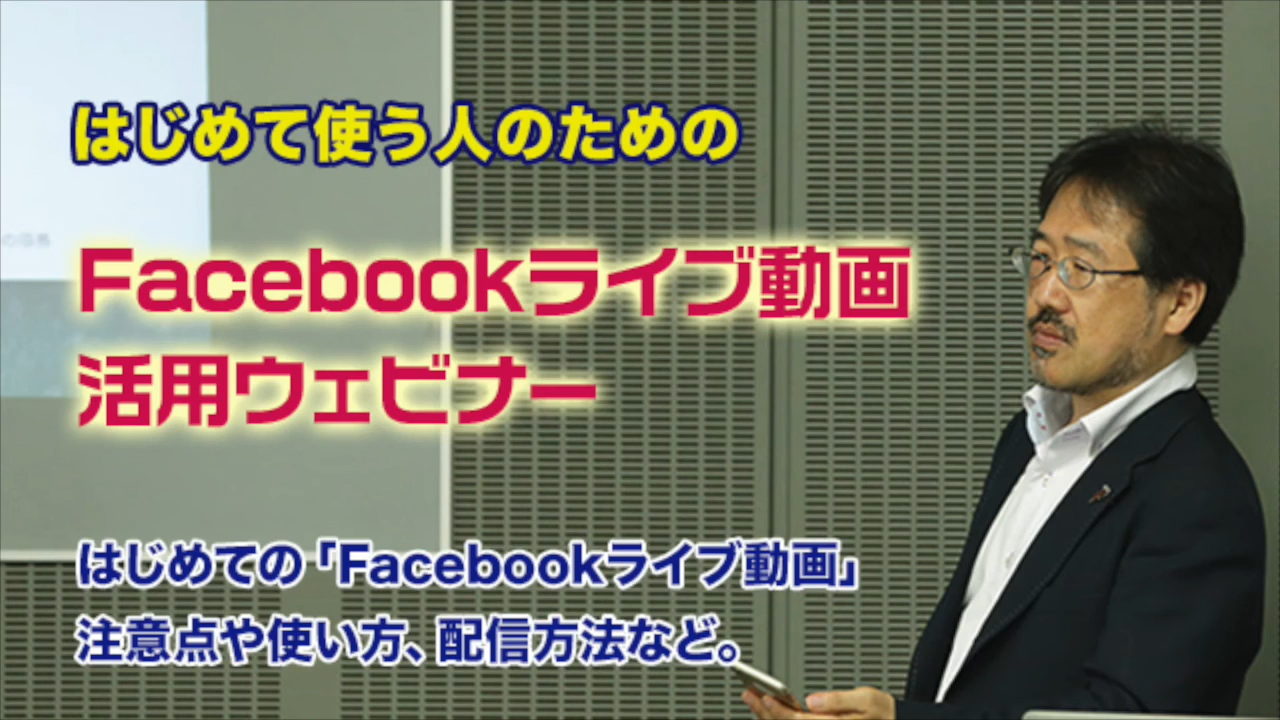 はじめて使う人のための
Facebookライブ動画
活用ウェビナー
はじめての「Facebookライブ動画」
注意点や使い方、配信方法など。